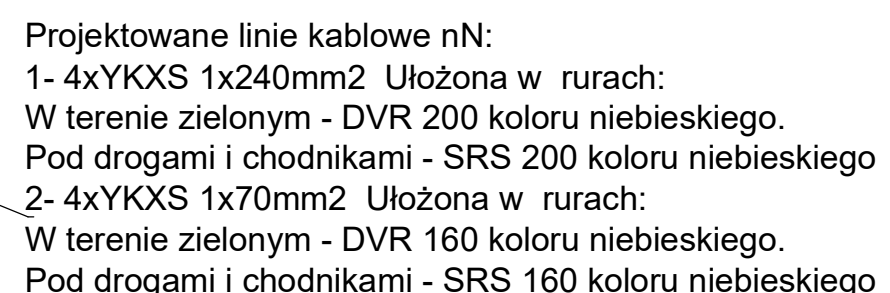 Projektowane linie kablowe nN:
1- 4xYKXS 1x240mm2 Ułożona w rurach:
W terenie zielonym - DVR 200 koloru niebieskiego.
Pod drogami i chodnikami - SRS 200 koloru niebieskiego
2- 4xYKXS 1x70mm2 Ułożona w rurach:
W terenie zielonym - DVR 160 koloru niebieskiego.
Pod drogami i chodnikami - SRS 160 koloru niebieskiego